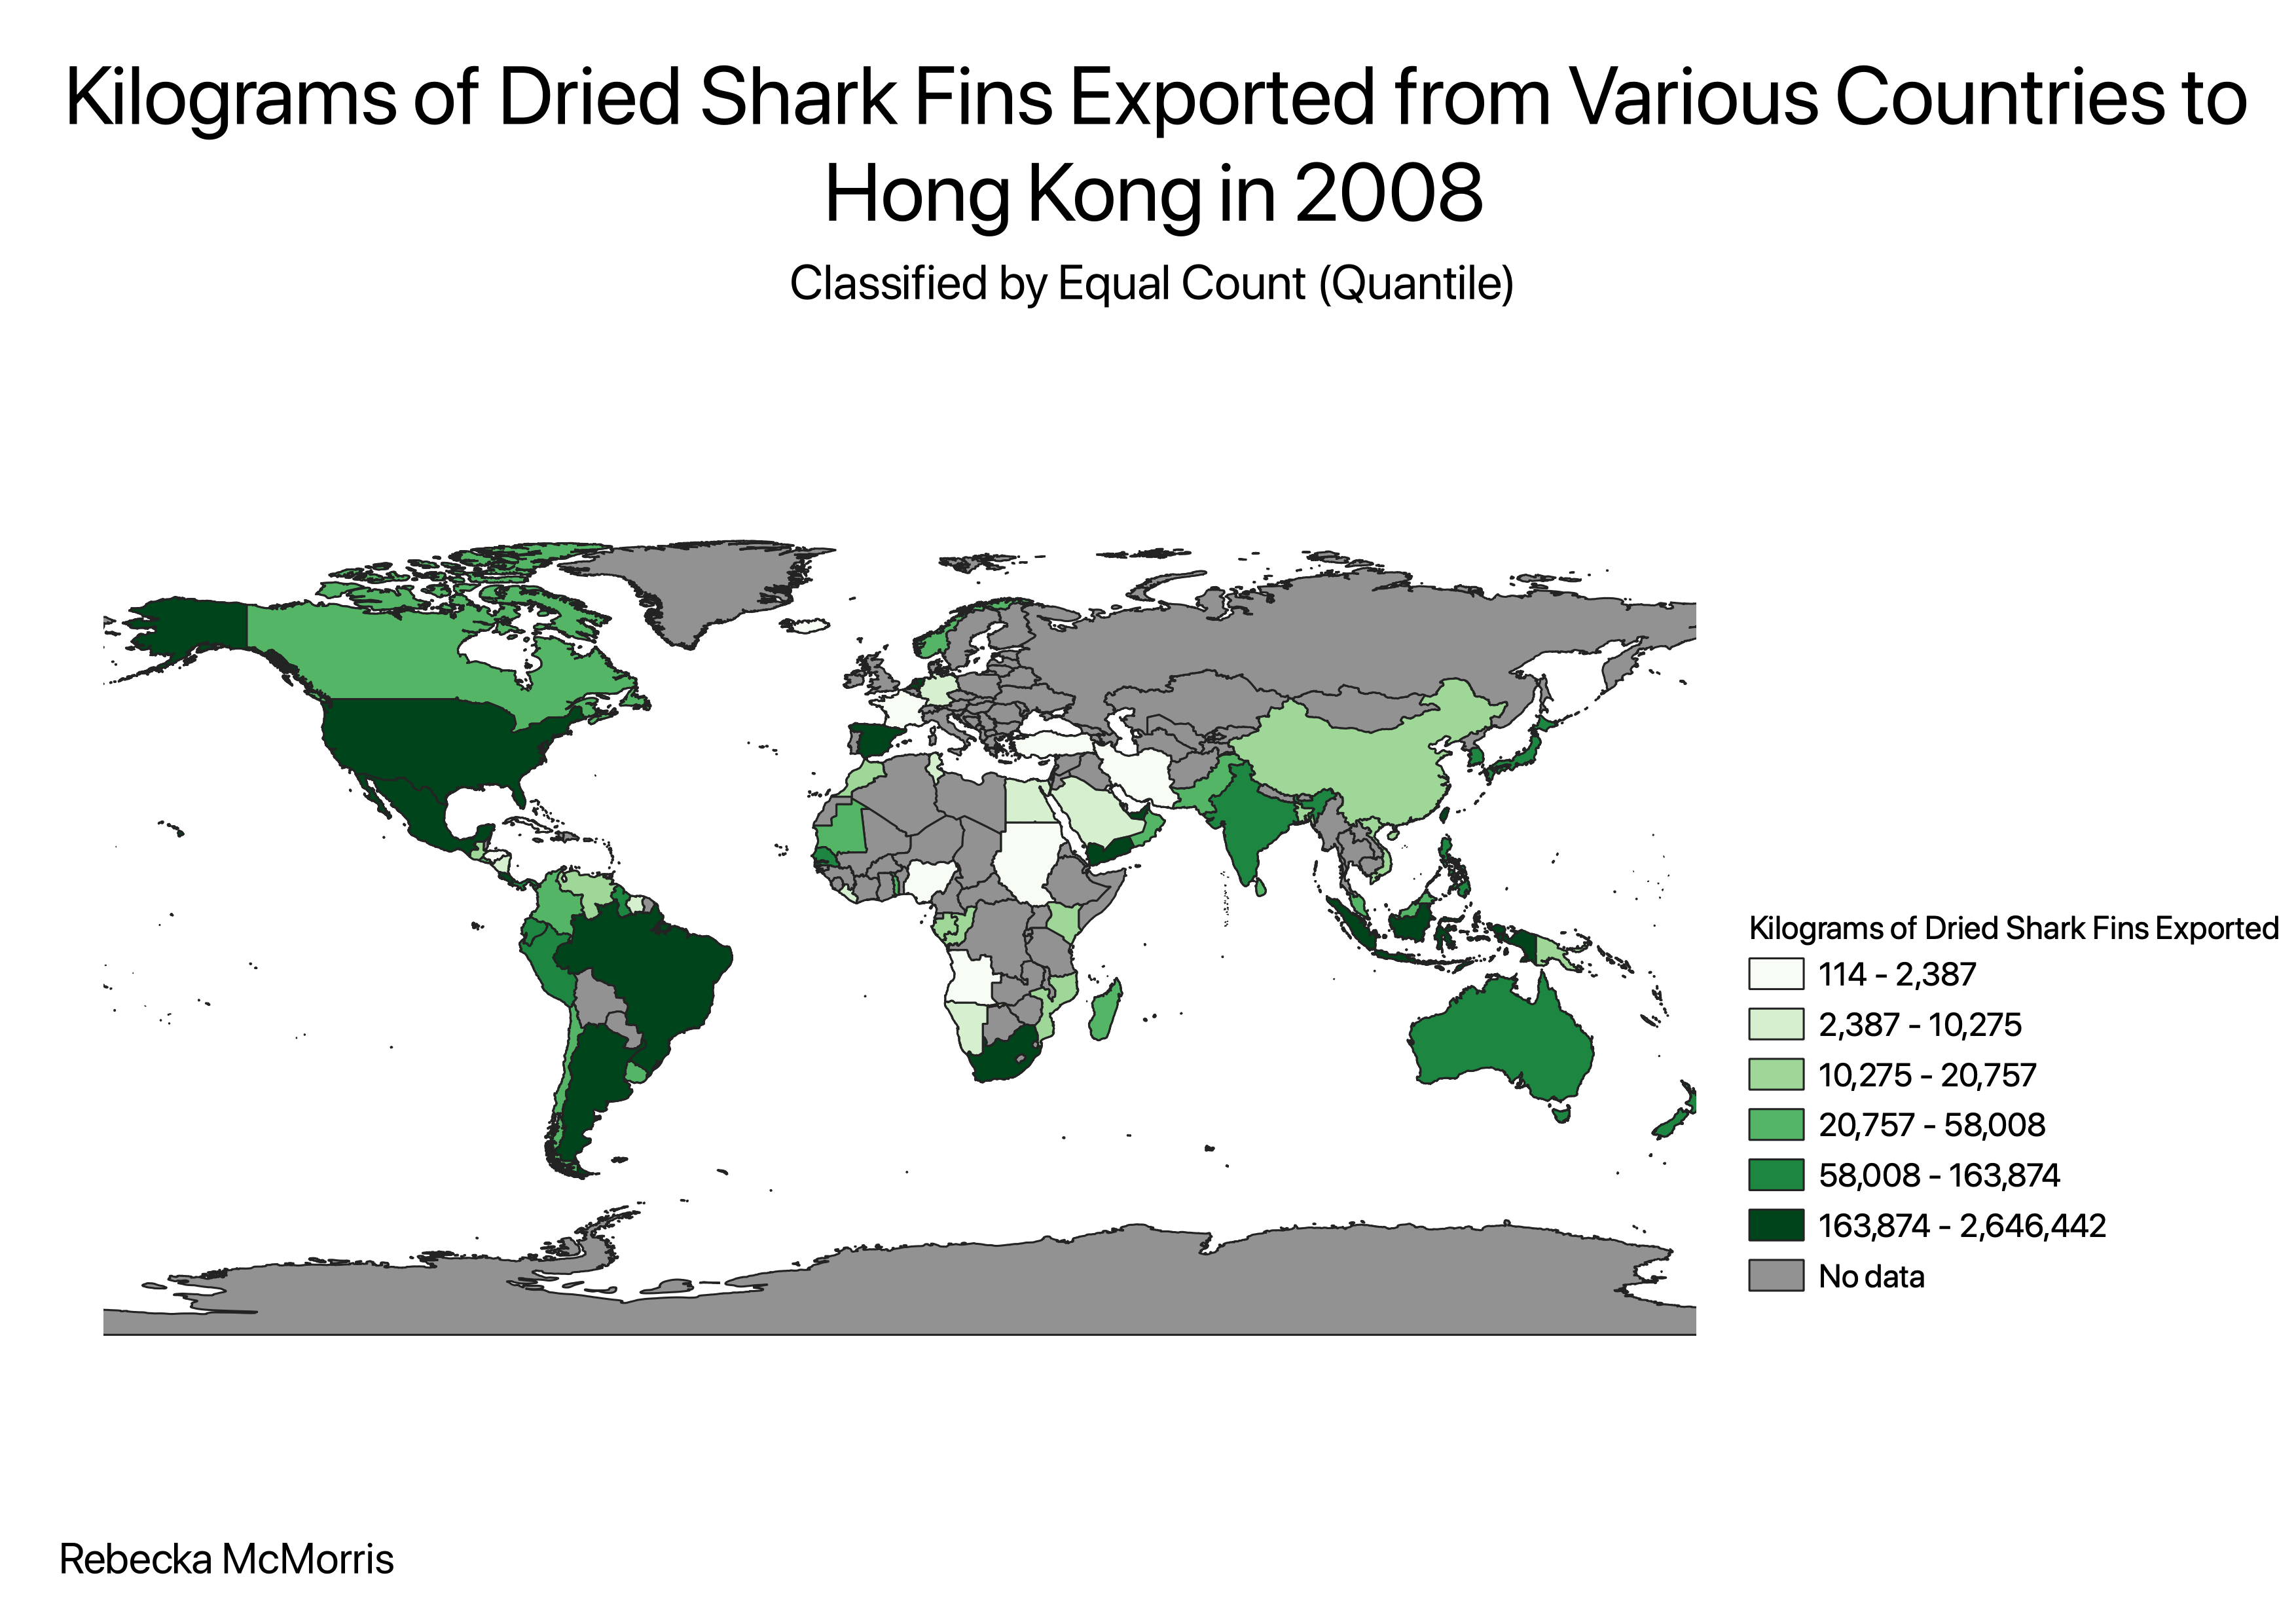 Kilograms of Dried Shark Fins Exported from Various Countries to
Hong Kong in 2008
Classified by Equal Count (Quantile)
Kilograms of Dried Shark Fins Exported
114 - 2,387
2,387 - 10,275
10,275 - 20,757
20,757 - 58,008
58,008 - 163,874
163,874 - 2,646,442
No data
Rebecka McMorris